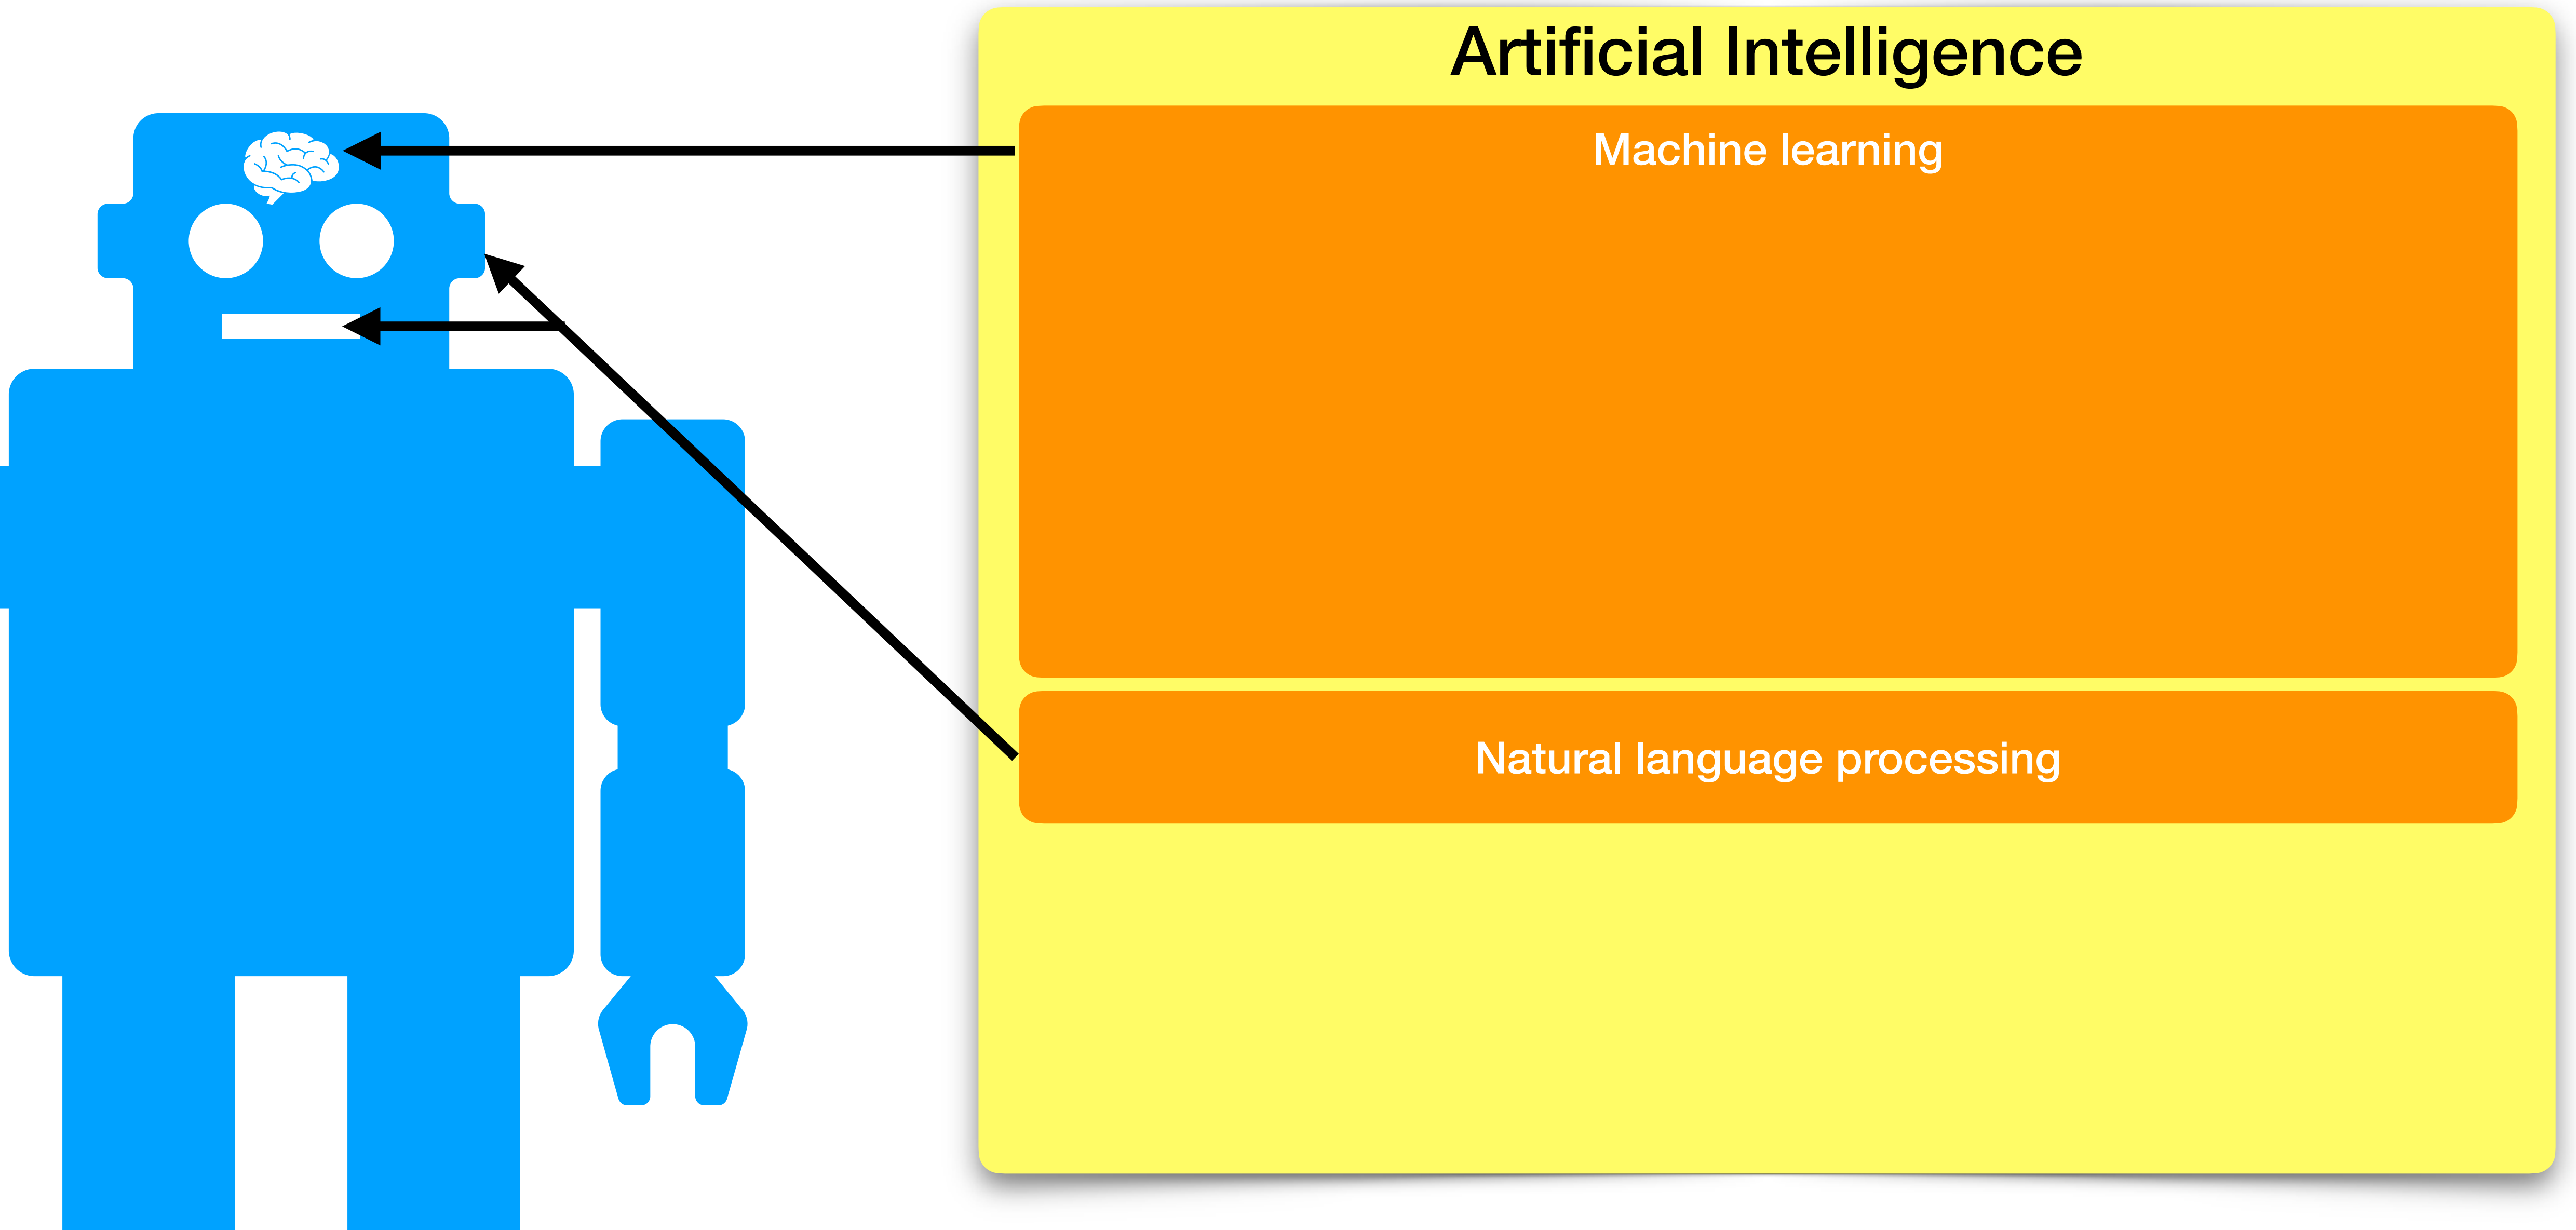 Artificial Intelligence
Machine learning
Natural language processing